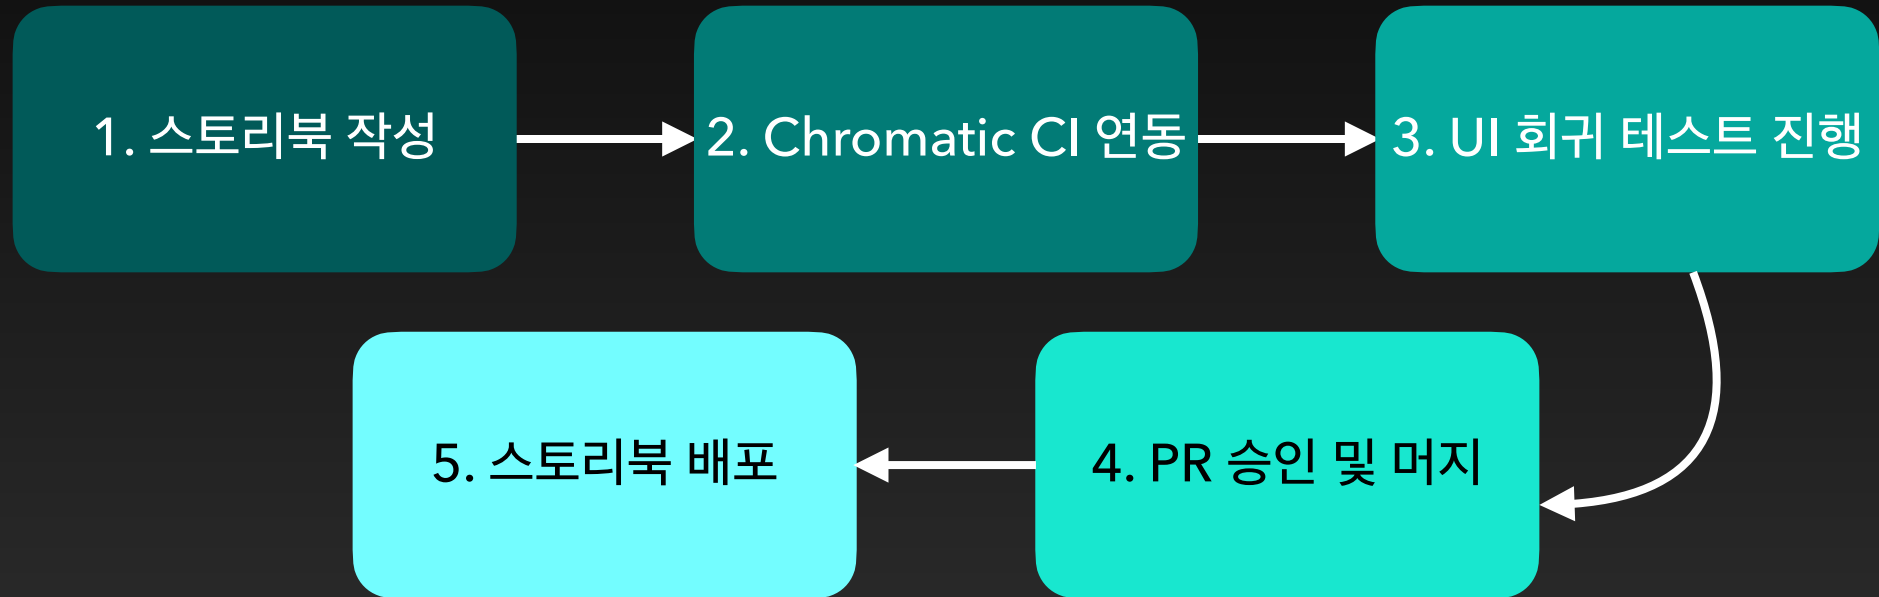 1. 스토리북 작성
2. Chromatic CI 연동
3. UI 회귀 테스트 진행
4. PR 승인 및 머지
5. 스토리북 배포